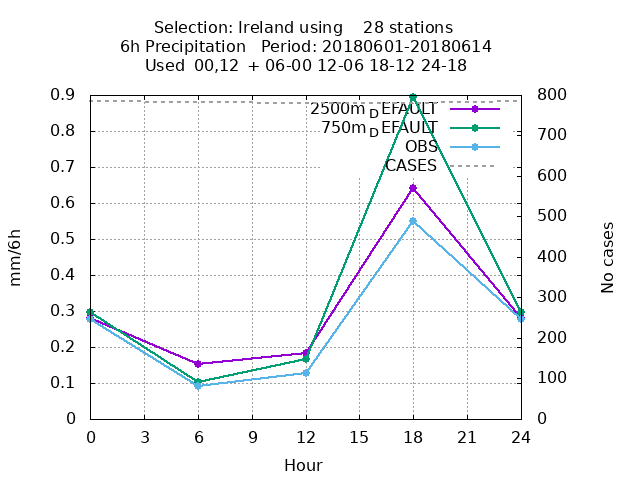 Selection: Ireland using    28 stations
6h Precipitation   Period: 20180601-20180614
Used  00,12  + 06-00 12-06 18-12 24-18
0.9
0.8
0.7
0.6
0.5
0.4
0.3
0.2
0.1
0
800
700
600
500
400
300
200
100
0
2500m_DEFAULT
750m_DEFAULT
OBS
CASES
mm/6h
No cases
0 3 6 9 12 15 18 21 24
Hour